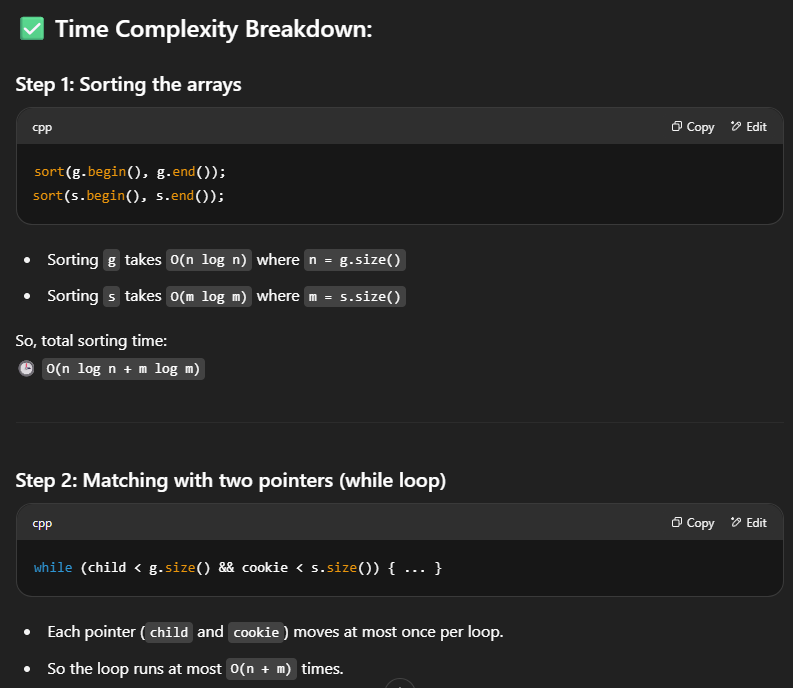 ✅ Time Complexity Breakdown:
Step 1: Sorting the arrays
cpp Copy Edit
sort(g.begin(), g.end());
sort(s.begin(), s.end());
• Sorting g takes O(n log n) where n = g.size()
• Sorting s takes O(m log m) where m = s.size()
So, total sorting time:
🕒 O(n log n + m log m)
Step 2: Matching with two pointers (while loop)
cpp Copy Edit
while (child < g.size() && cookie < s.size()) { ... }
• Each pointer (child and cookie) moves at most once per loop.
• So the loop runs at most O(n + m) times.